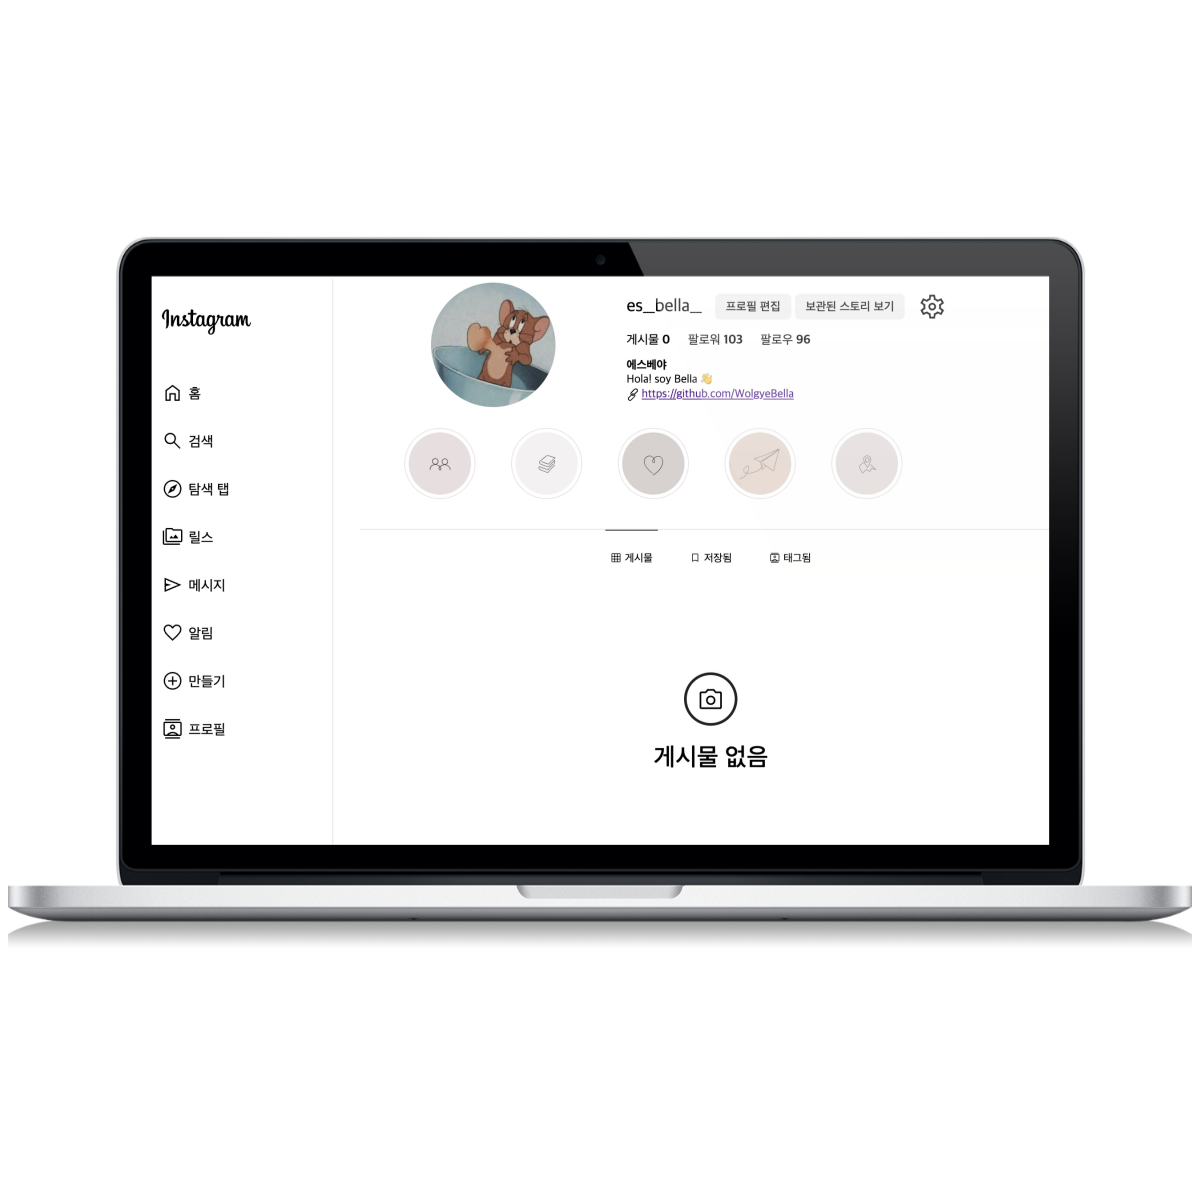 Instagram
홈
검색
탐색 탭
릴스
메시지
알림
만들기
프로필
es__bella__ 프로필 편집 보관된 스토리 보기
게시물 0 팔로워 103 팔로우 96
에스베야
Hola! soy Bella 👋
https://github.com/WolgyeBella
게시물 저장됨 태그됨
게시물 없음